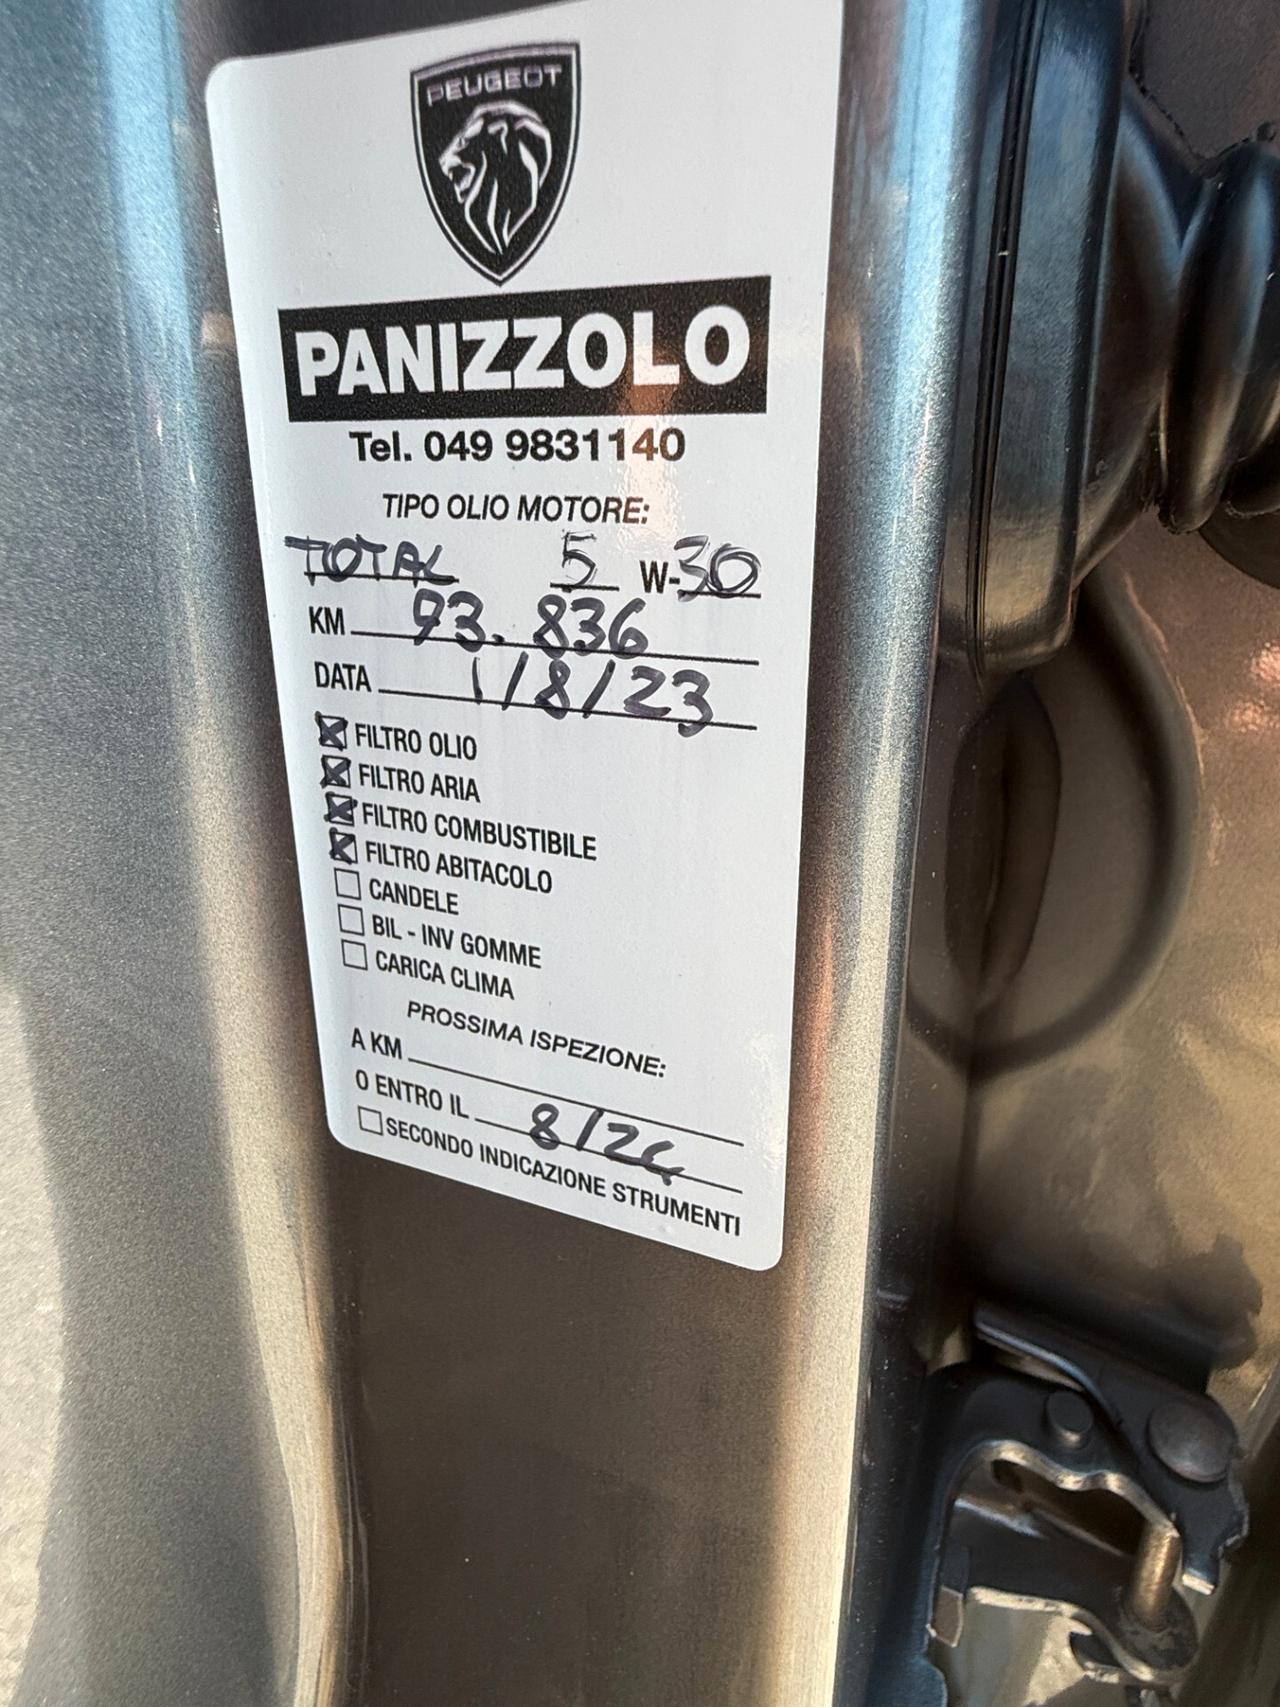 PEUGEOT
PANIZZOLO
Tel. 049 9831140
TIPO OLIO MOTORE:
TOTAL 5 W-30
KM 93.836
DATA 1/8/23
FILTRO OLIO
FILTRO ARIA
FILTRO COMBUSTIBILE
FILTRO ABITACOLO
CANDELE
BIL - INV GOMME
CARICA CLIMA
PROSSIMA ISPEZIONE:
A KM
O ENTRO IL 8/24
SECONDO INDICAZIONE STRUMENTI